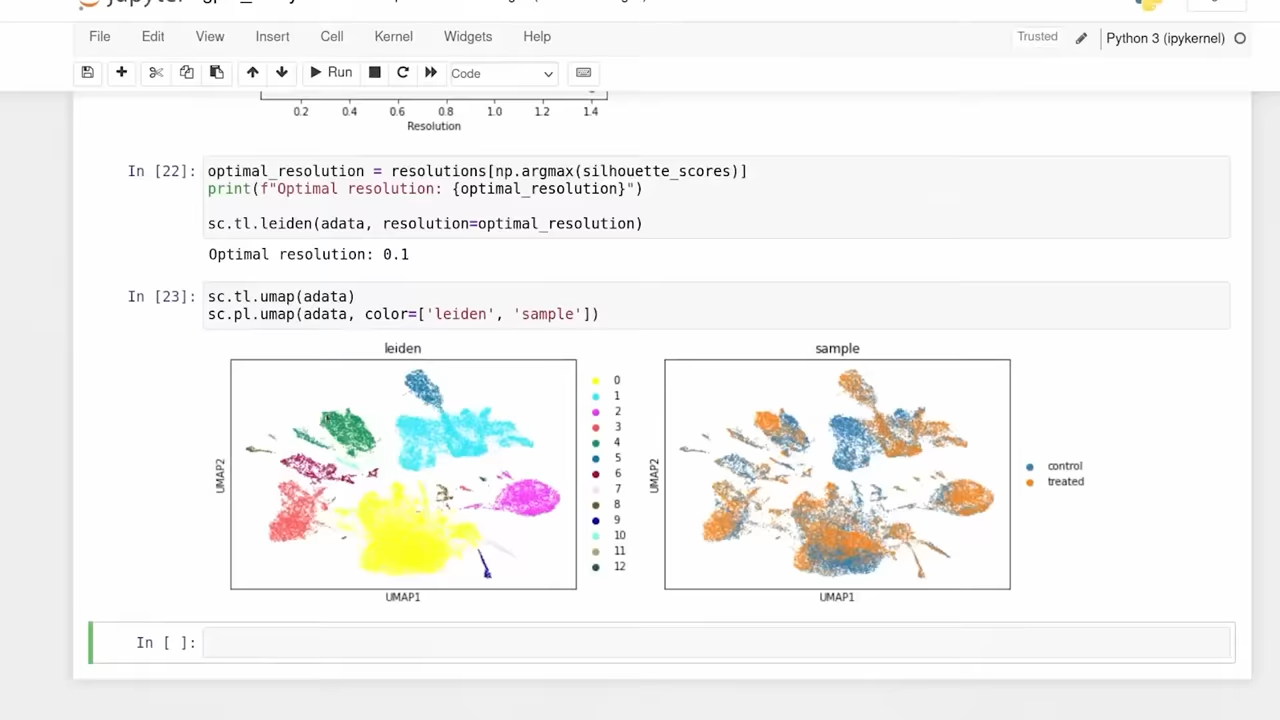 File Edit View Insert Cell Kernel Widgets Help
Trusted
Python 3 (ipykernel)
Run
Code
0.2 0.4 0.6 0.8 1.0 1.2 1.4
Resolution
In [22]:
optimal_resolution = resolutions[np.argmax(silhouette_scores)]
print(f"Optimal resolution: {optimal_resolution}")
sc.tl.leiden(adata, resolution=optimal_resolution)
Optimal resolution: 0.1
In [23]:
sc.tl.umap(adata)
sc.pl.umap(adata, color=['leiden', 'sample'])
leiden
UMAP2
UMAP1
0
1
2
3
4
5
6
7
8
9
10
11
12
sample
UMAP2
UMAP1
control
treated
In [ ]: